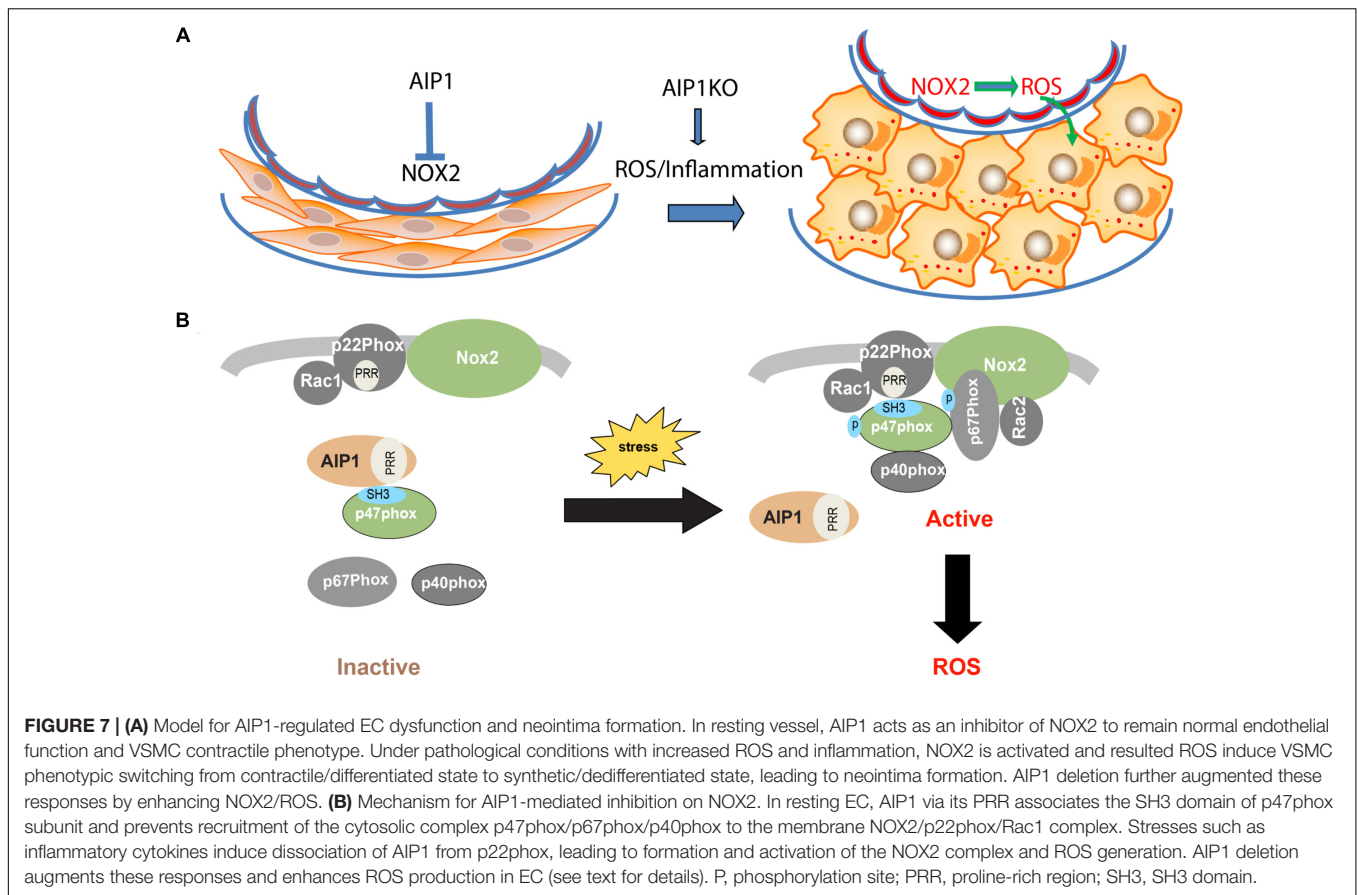 A
AIP1
NOX2
AIP1KO
ROS/Inflammation
NOX2
ROS
B
p22Phox
PRR
Rac1
Nox2
AIP1
PRR
SH3
p47phox
p67Phox
p40phox
Inactive
stress
p22Phox
PRR
Rac1
Nox2
P
SH3
P
p47phox
p67Phox
Rac2
p40phox
AIP1
PRR
Active
ROS
FIGURE 7 | (A) Model for AIP1-regulated EC dysfunction and neointima formation. In resting vessel, AIP1 acts as an inhibitor of NOX2 to remain normal endothelial
function and VSMC contractile phenotype. Under pathological conditions with increased ROS and inflammation, NOX2 is activated and resulted ROS induce VSMC
phenotypic switching from contractile/differentiated state to synthetic/dedifferentiated state, leading to neointima formation. AIP1 deletion further augmented these
responses by enhancing NOX2/ROS. (B) Mechanism for AIP1-mediated inhibition on NOX2. In resting EC, AIP1 via its PRR associates the SH3 domain of p47phox
subunit and prevents recruitment of the cytosolic complex p47phox/p67phox/p40phox to the membrane NOX2/p22phox/Rac1 complex. Stresses such as
inflammatory cytokines induce dissociation of AIP1 from p22phox, leading to formation and activation of the NOX2 complex and ROS generation. AIP1 deletion
augments these responses and enhances ROS production in EC (see text for details). P, phosphorylation site; PRR, proline-rich region; SH3, SH3 domain.